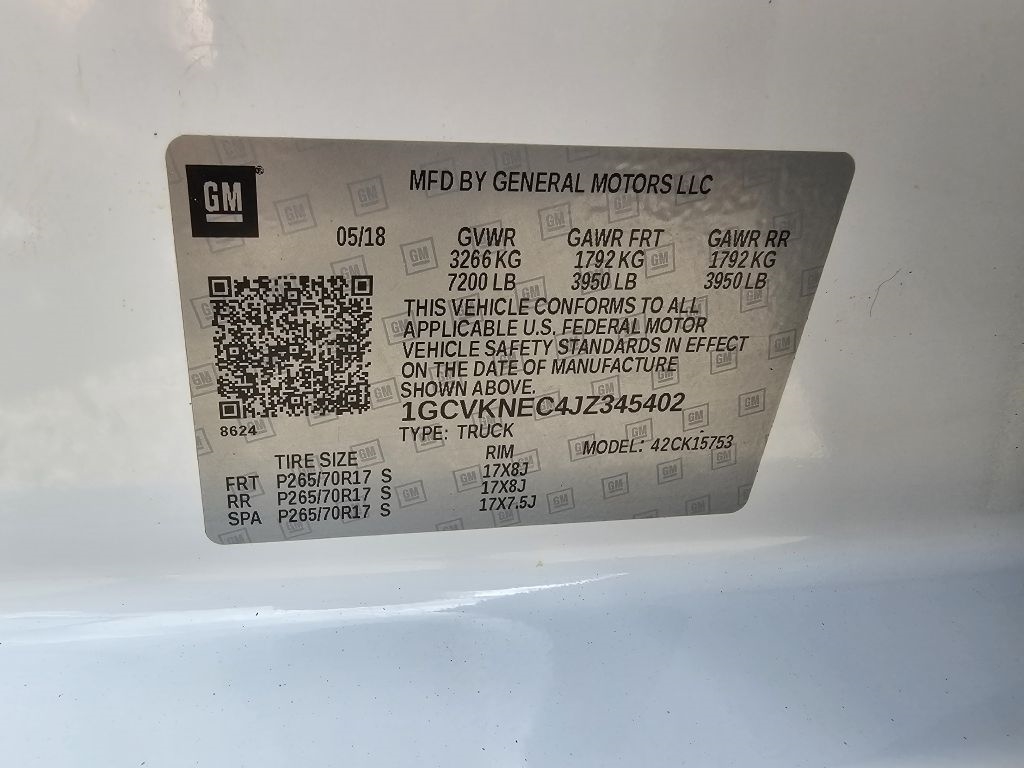 GM®
MFD BY GENERAL MOTORS LLC
05/18 GVWR GAWR FRT GAWR RR
3266 KG 1792 KG 1792 KG
7200 LB 3950 LB 3950 LB
THIS VEHICLE CONFORMS TO ALL
APPLICABLE U.S. FEDERAL MOTOR
VEHICLE SAFETY STANDARDS IN EFFECT
ON THE DATE OF MANUFACTURE
SHOWN ABOVE.
1GCVKNEC4JZ345402
8624
TYPE: TRUCK MODEL: 42CK15753
TIRE SIZE RIM
FRT P265/70R17 S 17X8J
RR P265/70R17 S 17X8J
SPA P265/70R17 S 17X7.5J